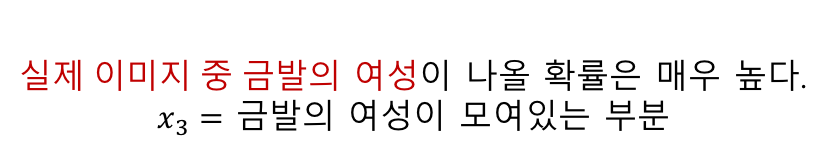 실제 이미지 중 금발의 여성이 나올 확률은 매우 높다.
x₃ = 금발의 여성이 모여있는 부분